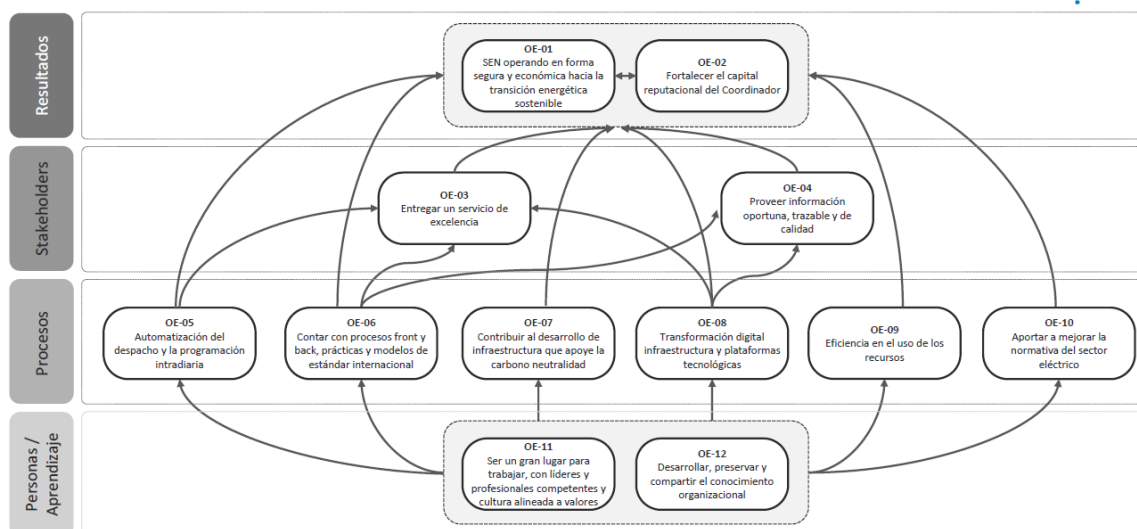 Resultados
OE-01
SEN operando en forma
segura y económica hacia la
transición energética
sostenible
OE-02
Fortalecer el capital
reputacional del Coordinador
Stakeholders
OE-03
Entregar un servicio de
excelencia
OE-04
Proveer información
oportuna, trazable y de
calidad
Procesos
OE-05
Automatización del
despacho y la programación
intradiaria
OE-06
Contar con procesos front y
back, prácticas y modelos de
estándar internacional
OE-07
Contribuir al desarrollo de
infraestructura que apoye la
carbono neutralidad
OE-08
Transformación digital
infraestructura y plataformas
tecnológicas
OE-09
Eficiencia en el uso de los
recursos
OE-10
Aportar a mejorar la
normativa del sector
eléctrico
Personas /
Aprendizaje
OE-11
Ser un gran lugar para
trabajar, con líderes y
profesionales competentes y
cultura alineada a valores
OE-12
Desarrollar, preservar y
compartir el conocimiento
organizacional